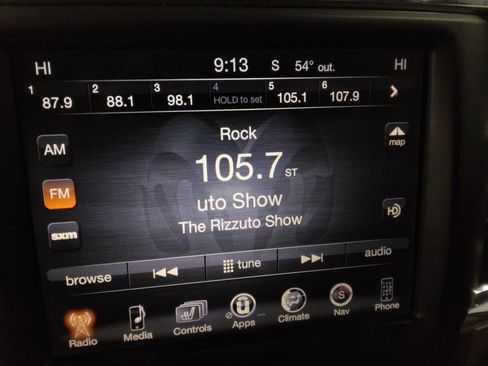 HI 9:13 S 54° out. HI
1 87.9 2 88.1 3 98.1 4 HOLD to set 5 105.1 6 107.9
Rock
AM
map
105.7 ST
FM
uto Show
HD
The Rizzuto Show
sxm
browse tune audio
Radio Media Controls Apps Climate Nav Phone